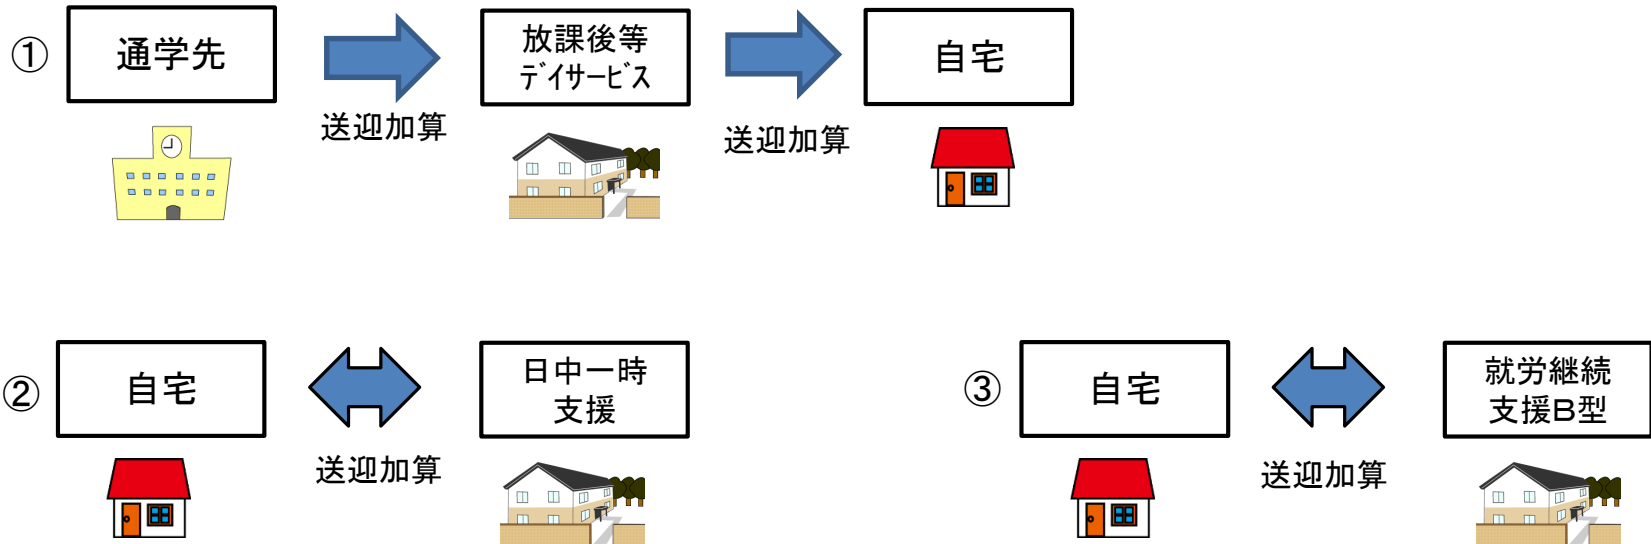 ①
通学先
送迎加算
放課後等
ﾃﾞｲｻｰﾋﾞｽ
送迎加算
自宅
②
自宅
送迎加算
日中一時
支援
③
自宅
送迎加算
就労継続
支援Ｂ型